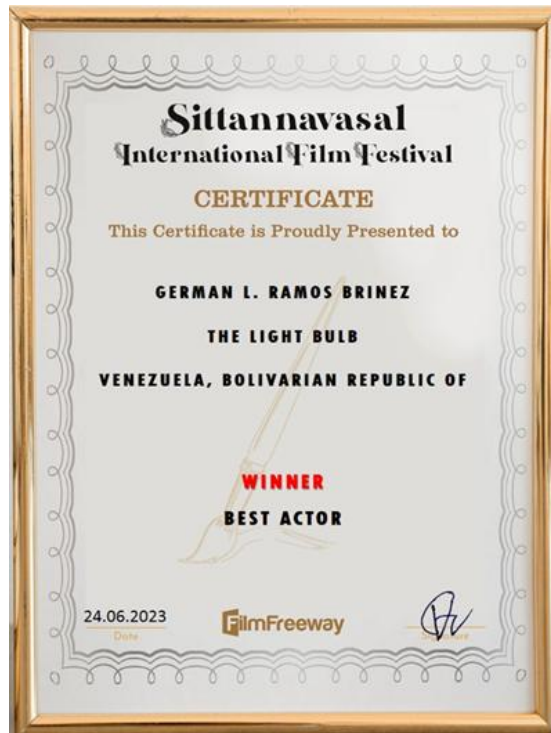 Sittannavasal
International Film Festival
CERTIFICATE
This Certificate is Proudly Presented to
GERMAN L. RAMOS BRINEZ
THE LIGHT BULB
VENEZUELA, BOLIVARIAN REPUBLIC OF
WINNER
BEST ACTOR
24.06.2023
Date
FilmFreeway
Signature